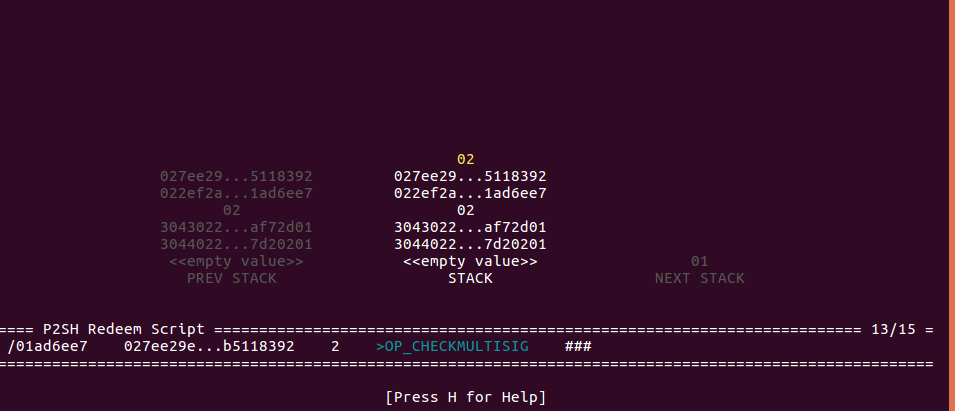 02
027ee29...5118392 027ee29...5118392
022ef2a...1ad6ee7 022ef2a...1ad6ee7
02 02
3043022...af72d01 3043022...af72d01
3044022...7d20201 3044022...7d20201
<<empty value>> <<empty value>> 01
PREV STACK STACK NEXT STACK
==== P2SH Redeem Script =========================================================================== 13/15 =
/01ad6ee7 027ee29e...b5118392 2 >OP_CHECKMULTISIG ###
==============================================================================================================
[Press H for Help]